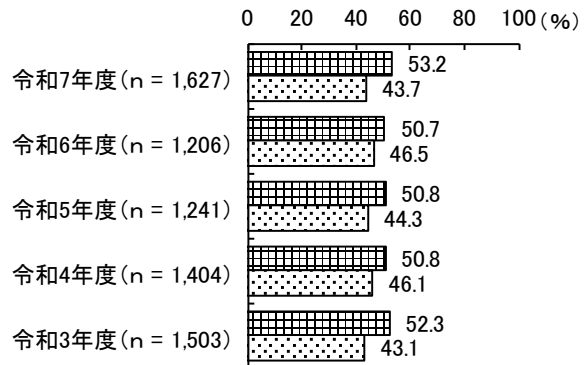 0 20 40 60 80 100(%)
令和7年度(n = 1,627) 53.2
43.7
令和6年度(n = 1,206) 50.7
46.5
令和5年度(n = 1,241) 50.8
44.3
令和4年度(n = 1,404) 50.8
46.1
令和3年度(n = 1,503) 52.3
43.1